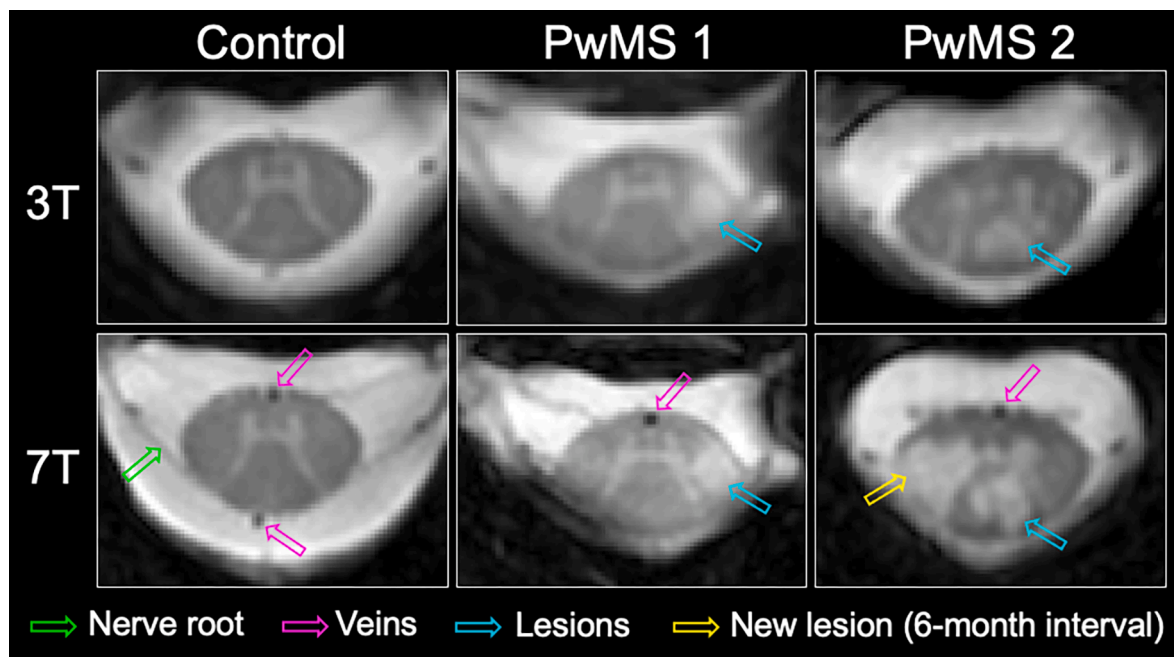 Control PwMS 1 PwMS 2
3T
7T
Nerve root Veins Lesions New lesion (6-month interval)